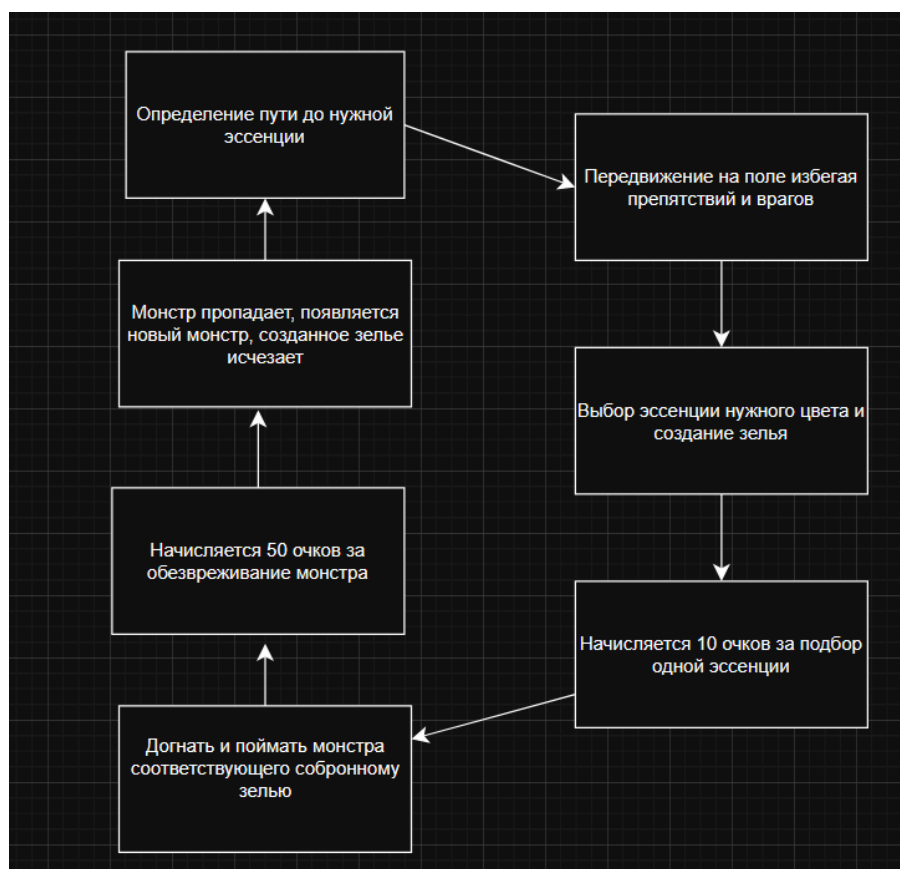 Определение пути до нужной
эссенции
Передвижение на поле избегая
препятствий и врагов
Выбор эссенции нужного цвета и
создание зелья
Начисляется 10 очков за подбор
одной эссенции
Догнать и поймать монстра
соответствующего собронному
зелью
Начисляется 50 очков за
обезвреживание монстра
Монстр пропадает, появляется
новый монстр, созданное зелье
исчезает